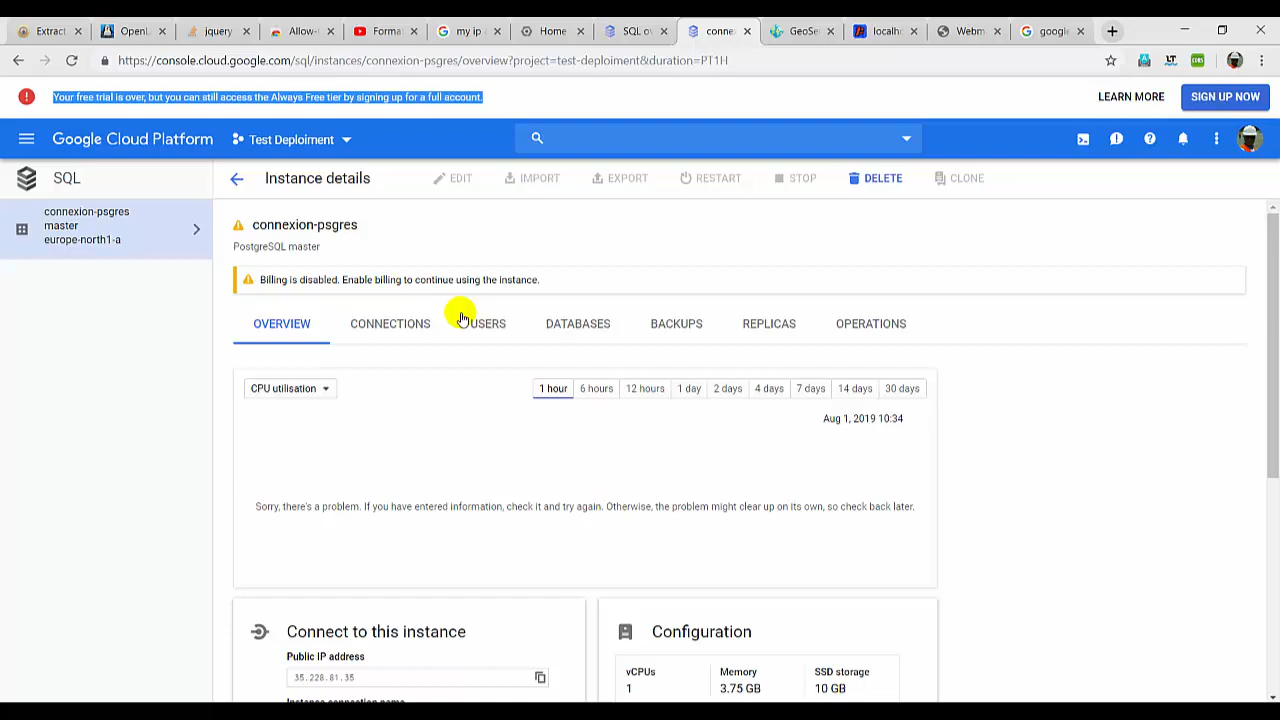 Extract
OpenL
jquery
Allow-
Forma
my ip
Home
SQL ov
conne
GeoSe
localh
Webm
google
https://console.cloud.google.com/sql/instances/connexion-psgres/overview?project=test-deploiment&duration=PT1H
Your free trial is over, but you can still access the Always Free tier by signing up for a full account.
LEARN MORE
SIGN UP NOW
Google Cloud Platform
Test Deploiment
SQL
Instance details
EDIT
IMPORT
EXPORT
RESTART
STOP
DELETE
CLONE
connexion-psgres
master
europe-north1-a
connexion-psgres
PostgreSQL master
Billing is disabled. Enable billing to continue using the instance.
OVERVIEW
CONNECTIONS
USERS
DATABASES
BACKUPS
REPLICAS
OPERATIONS
CPU utilisation
1 hour
6 hours
12 hours
1 day
2 days
4 days
7 days
14 days
30 days
Aug 1, 2019 10:34
Sorry, there's a problem. If you have entered information, check it and try again. Otherwise, the problem might clear up on its own, so check back later.
Connect to this instance
Public IP address
35.228.81.35
Instance connection name
Configuration
vCPUs
Memory
SSD storage
1
3.75 GB
10 GB